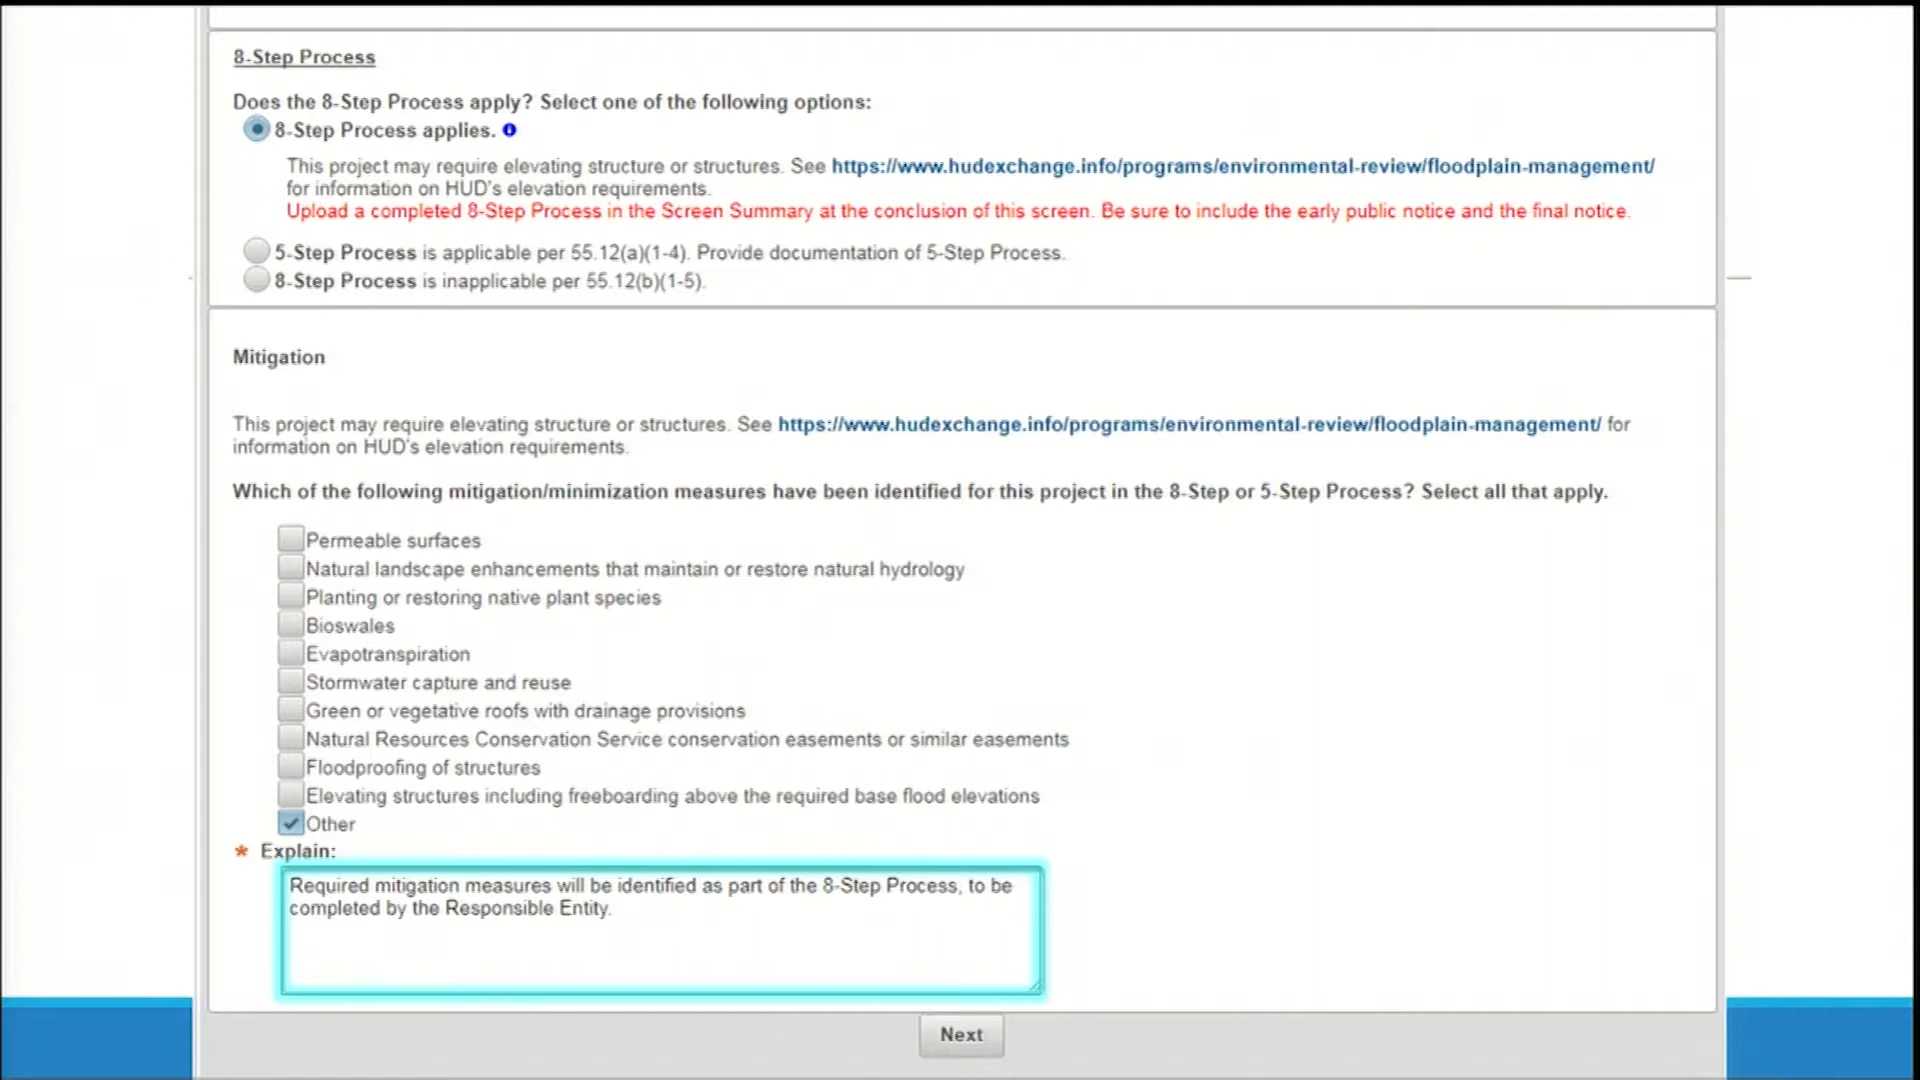 8-Step Process
Does the 8-Step Process apply? Select one of the following options:
8-Step Process applies.
This project may require elevating structure or structures. See https://www.hudexchange.info/programs/environmental-review/floodplain-management/
for information on HUD's elevation requirements.
Upload a completed 8-Step Process in the Screen Summary at the conclusion of this screen. Be sure to include the early public notice and the final notice.
5-Step Process is applicable per 55.12(a)(1-4). Provide documentation of 5-Step Process.
8-Step Process is inapplicable per 55.12(b)(1-5).
Mitigation
This project may require elevating structure or structures. See https://www.hudexchange.info/programs/environmental-review/floodplain-management/ for
information on HUD's elevation requirements.
Which of the following mitigation/minimization measures have been identified for this project in the 8-Step or 5-Step Process? Select all that apply.
Permeable surfaces
Natural landscape enhancements that maintain or restore natural hydrology
Planting or restoring native plant species
Bioswales
Evapotranspiration
Stormwater capture and reuse
Green or vegetative roofs with drainage provisions
Natural Resources Conservation Service conservation easements or similar easements
Floodproofing of structures
Elevating structures including freeboarding above the required base flood elevations
Other
* Explain:
Required mitigation measures will be identified as part of the 8-Step Process, to be
completed by the Responsible Entity.
Next